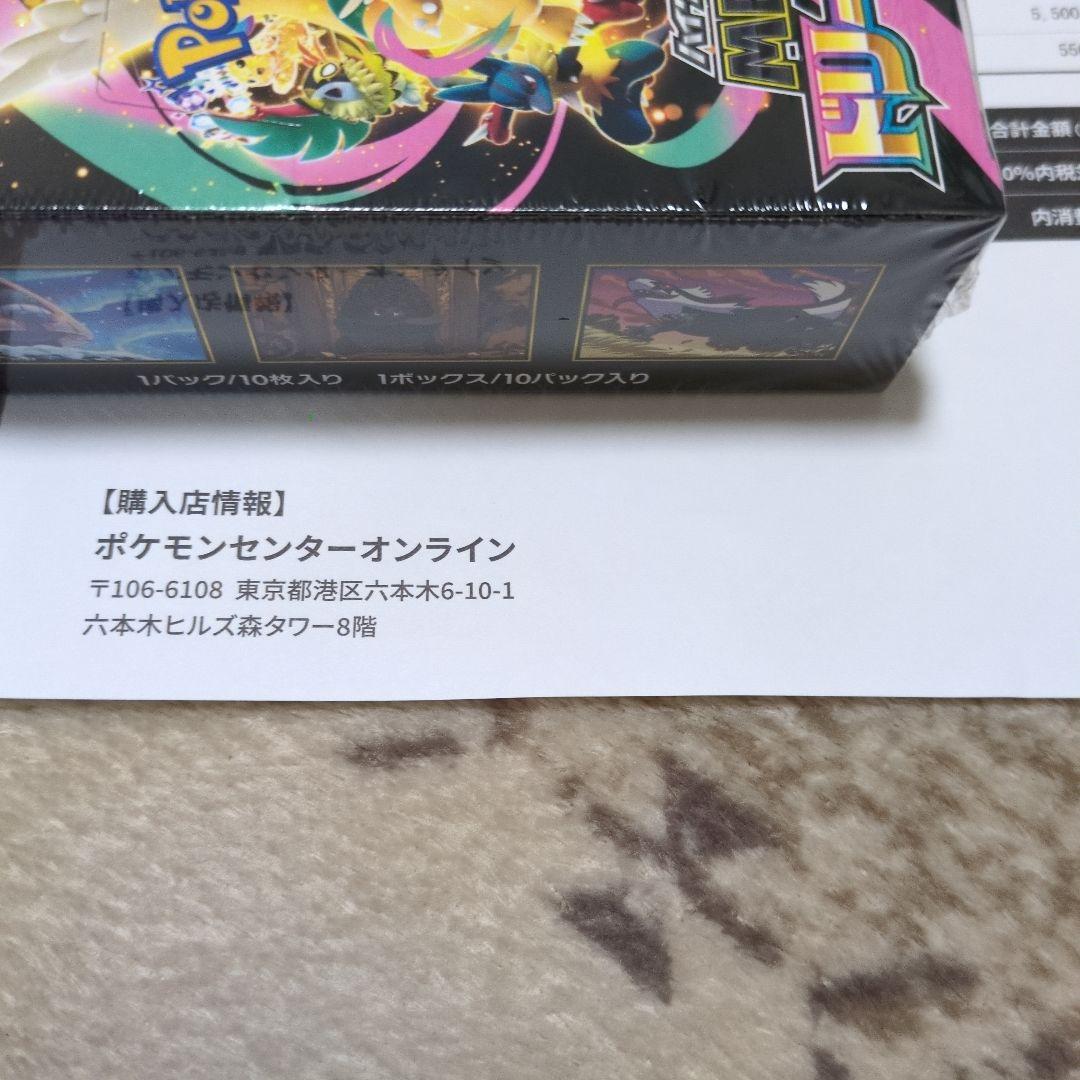 5,500
550
合計金額
0%内税
内消費
1パック/10枚入り 1ボックス/10パック入り
【購入店情報】
ポケモンセンターオンライン
〒106-6108 東京都港区六本木6-10-1
六本木ヒルズ森タワー8階